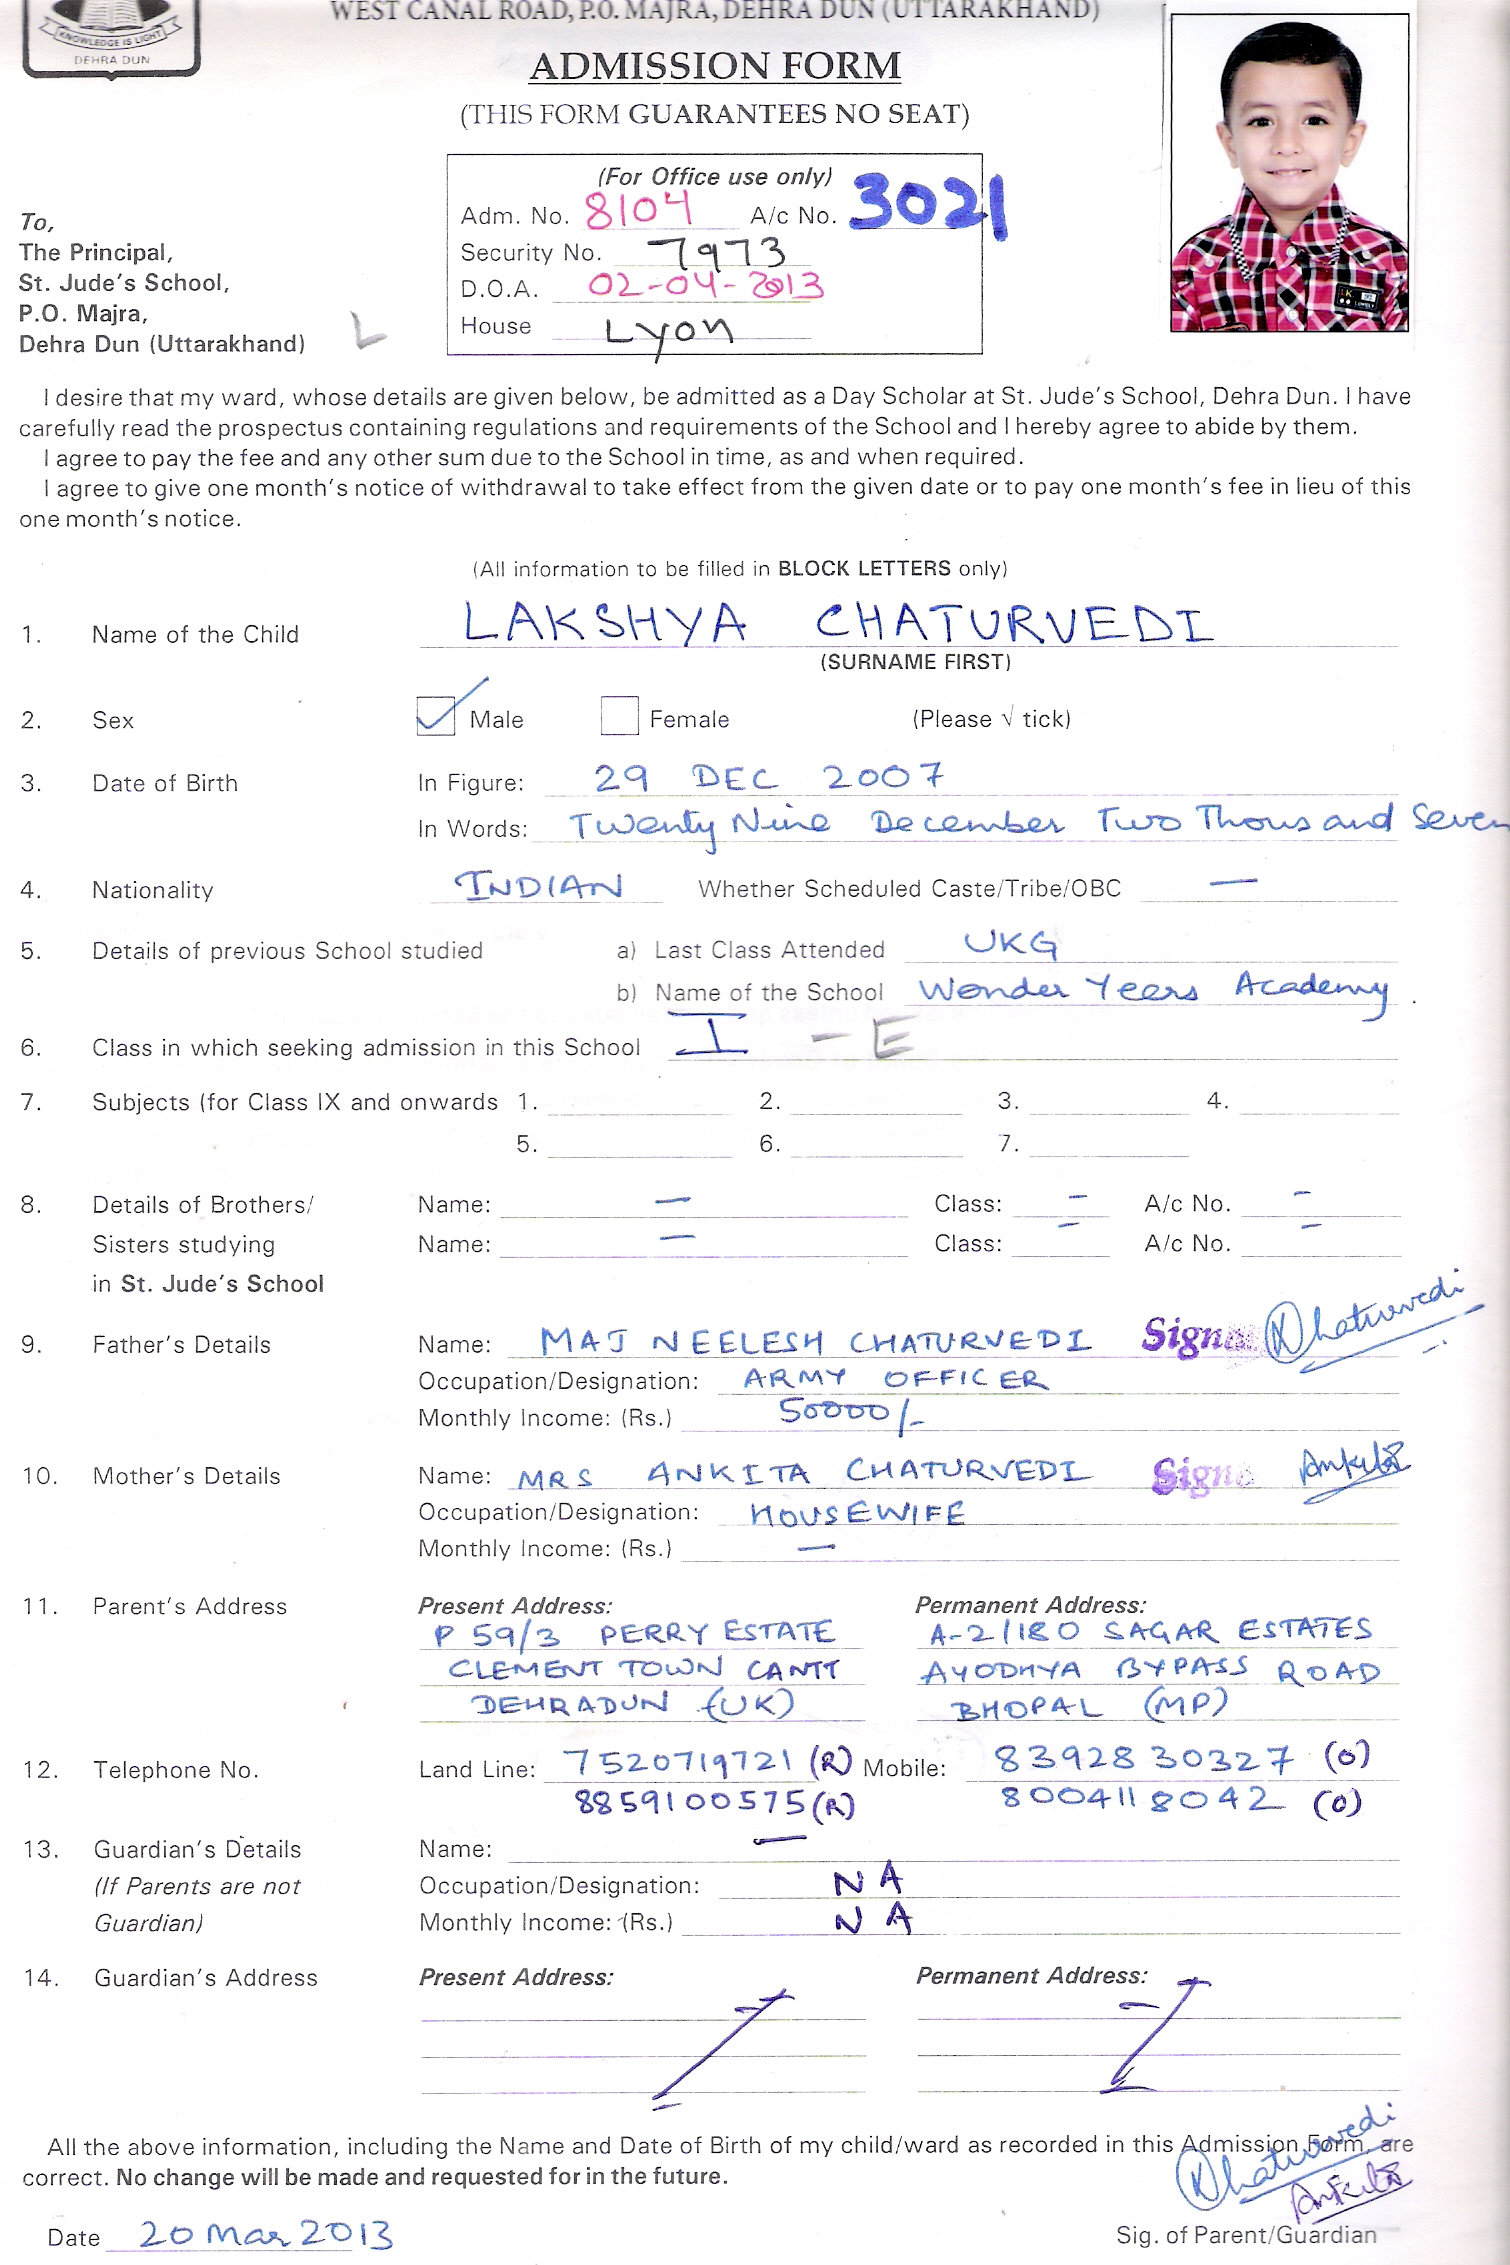 KNOWLEDGE IS LIGHT
DEHRA DUN
WEST CANAL ROAD, P.O. MAJRA, DEHRA DUN (UTTARAKHAND)
ADMISSION FORM
(THIS FORM GUARANTEES NO SEAT)
(For Office use only)
Adm. No. 8104 A/c No. 3021
Security No. 7973
D.O.A. 02-04-2013
House Lyon
To,
The Principal,
St. Jude's School,
P.O. Majra,
Dehra Dun (Uttarakhand) L
I desire that my ward, whose details are given below, be admitted as a Day Scholar at St. Jude's School, Dehra Dun. I have
carefully read the prospectus containing regulations and requirements of the School and I hereby agree to abide by them.
I agree to pay the fee and any other sum due to the School in time, as and when required.
I agree to give one month's notice of withdrawal to take effect from the given date or to pay one month's fee in lieu of this
one month's notice.
(All information to be filled in BLOCK LETTERS only)
1. Name of the Child LAKSHYA CHATURVEDI
(SURNAME FIRST)
2. Sex ✓ Male Female (Please √ tick)
3. Date of Birth In Figure: 29 DEC 2007
In Words: Twenty Nine December Two Thousand Seven
4. Nationality INDIAN Whether Scheduled Caste/Tribe/OBC —
5. Details of previous School studied a) Last Class Attended UKG
b) Name of the School Wonder Years Academy
6. Class in which seeking admission in this School I - E
7. Subjects (for Class IX and onwards 1. 2. 3. 4.
5. 6. 7.
8. Details of Brothers/ Name: — Class: - A/c No. -
Sisters studying Name: — Class: - A/c No. -
in St. Jude's School
9. Father's Details Name: MAJ NEELESH CHATURVEDI Sign Chaturvedi
Occupation/Designation: ARMY OFFICER
Monthly Income: (Rs.) 50000/-
10. Mother's Details Name: MRS ANKITA CHATURVEDI Sign Ankita
Occupation/Designation: HOUSEWIFE
Monthly Income: (Rs.) —
11. Parent's Address Present Address: Permanent Address:
P 59/3 PERRY ESTATE A-2/180 SAGAR ESTATES
CLEMENT TOWN CANTT AYODHYA BYPASS ROAD
DEHRADUN (UK) BHOPAL (MP)
12. Telephone No. Land Line: 7520719721 (R) Mobile: 8392830327 (O)
8859100575 (R) 8004118042 (O)
13. Guardian's Details Name: —
(If Parents are not Occupation/Designation: NA
Guardian) Monthly Income: (Rs.) NA
14. Guardian's Address Present Address: Permanent Address:
All the above information, including the Name and Date of Birth of my child/ward as recorded in this Admission Form, are
correct. No change will be made and requested for in the future.
Chaturvedi
Ankita
Date 20 Mar 2013 Sig. of Parent/Guardian